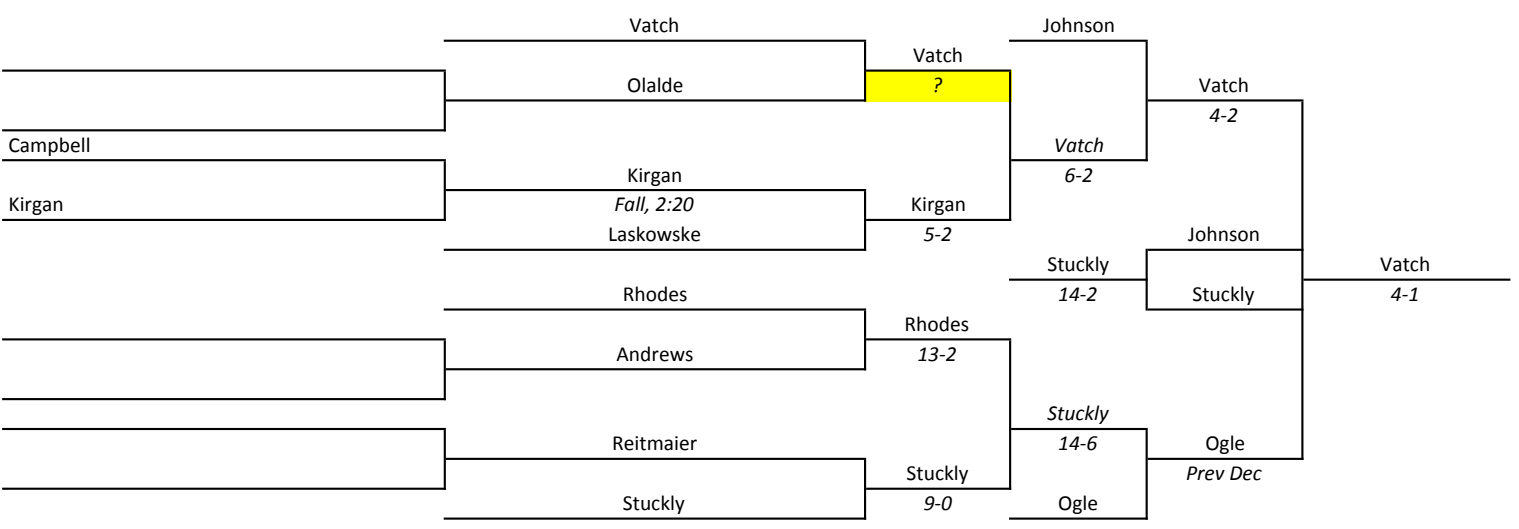 Vatch
Johnson
Vatch
Olalde
?
Vatch
4-2
Campbell
Vatch
6-2
Kirgan
Fall, 2:20
Kirgan
Kirgan
5-2
Laskowske
Johnson
Stuckly
14-2
Vatch
4-1
Rhodes
Stuckly
Rhodes
13-2
Andrews
Stuckly
14-6
Reitmaier
Ogle
Prev Dec
Stuckly
9-0
Stuckly
Ogle